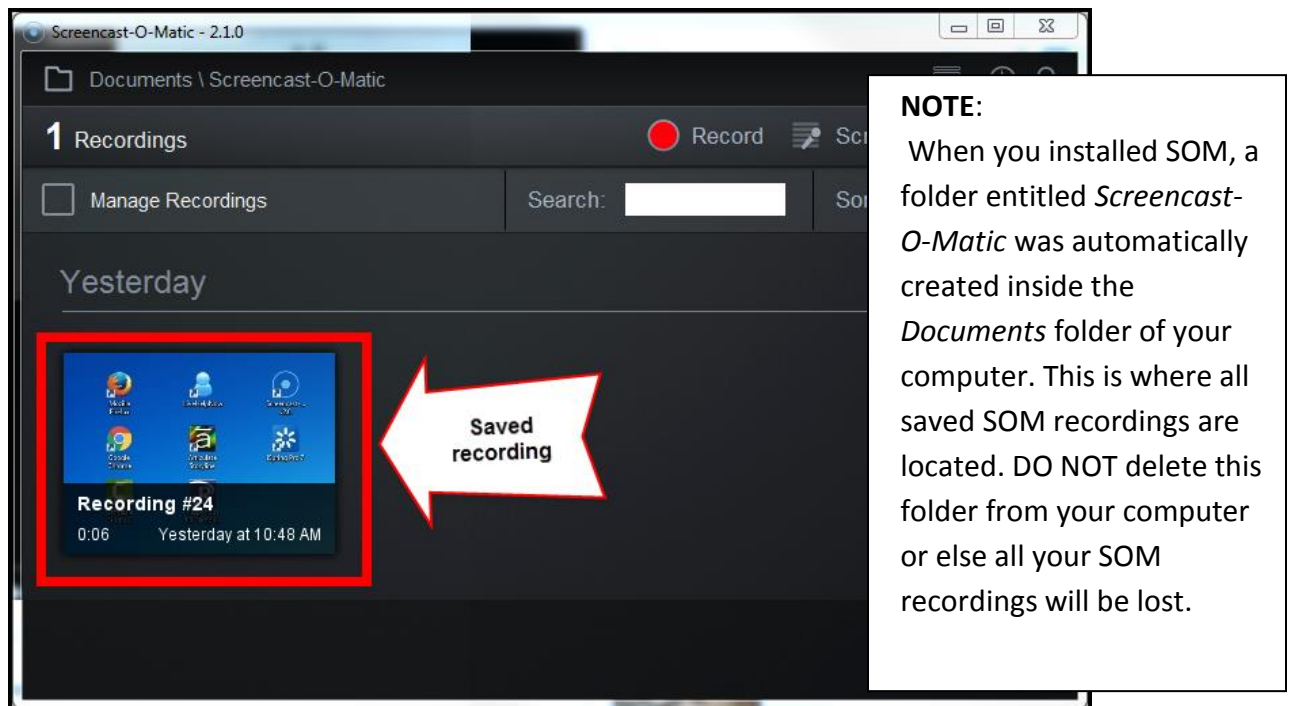 Screencast-O-Matic - 2.1.0
Documents \ Screencast-O-Matic
1 Recordings
Record
Manage Recordings
Search:
Yesterday
Saved
recording
Recording #24
0:06 Yesterday at 10:48 AM
NOTE:
When you installed SOM, a
folder entitled Screencast-
O-Matic was automatically
created inside the
Documents folder of your
computer. This is where all
saved SOM recordings are
located. DO NOT delete this
folder from your computer
or else all your SOM
recordings will be lost.